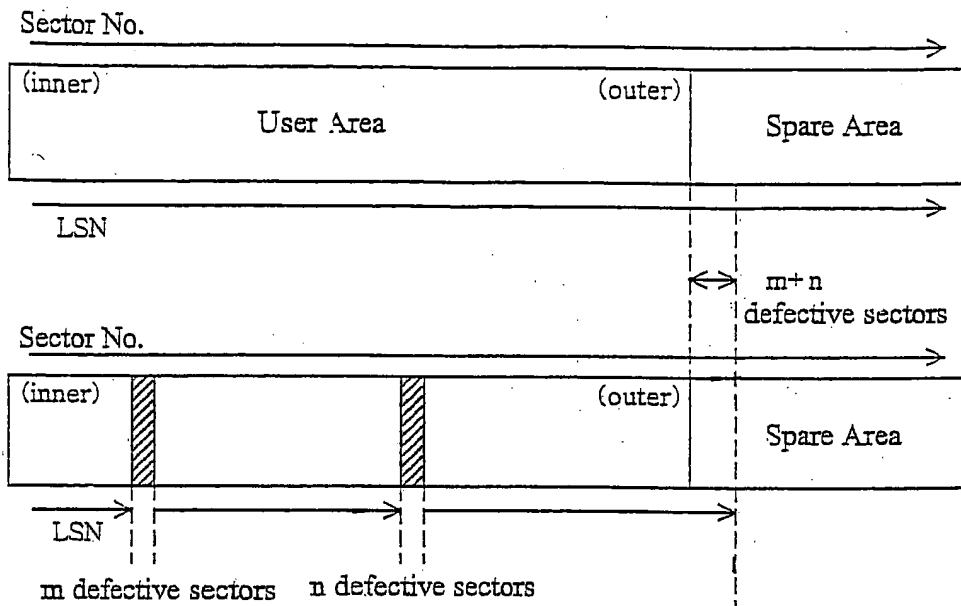 Sector No.
(inner)
(outer)
User Area
Spare Area
LSN
m+n
defective sectors
Sector No.
(inner)
(outer)
Spare Area
LSN
m defective sectors
n defective sectors